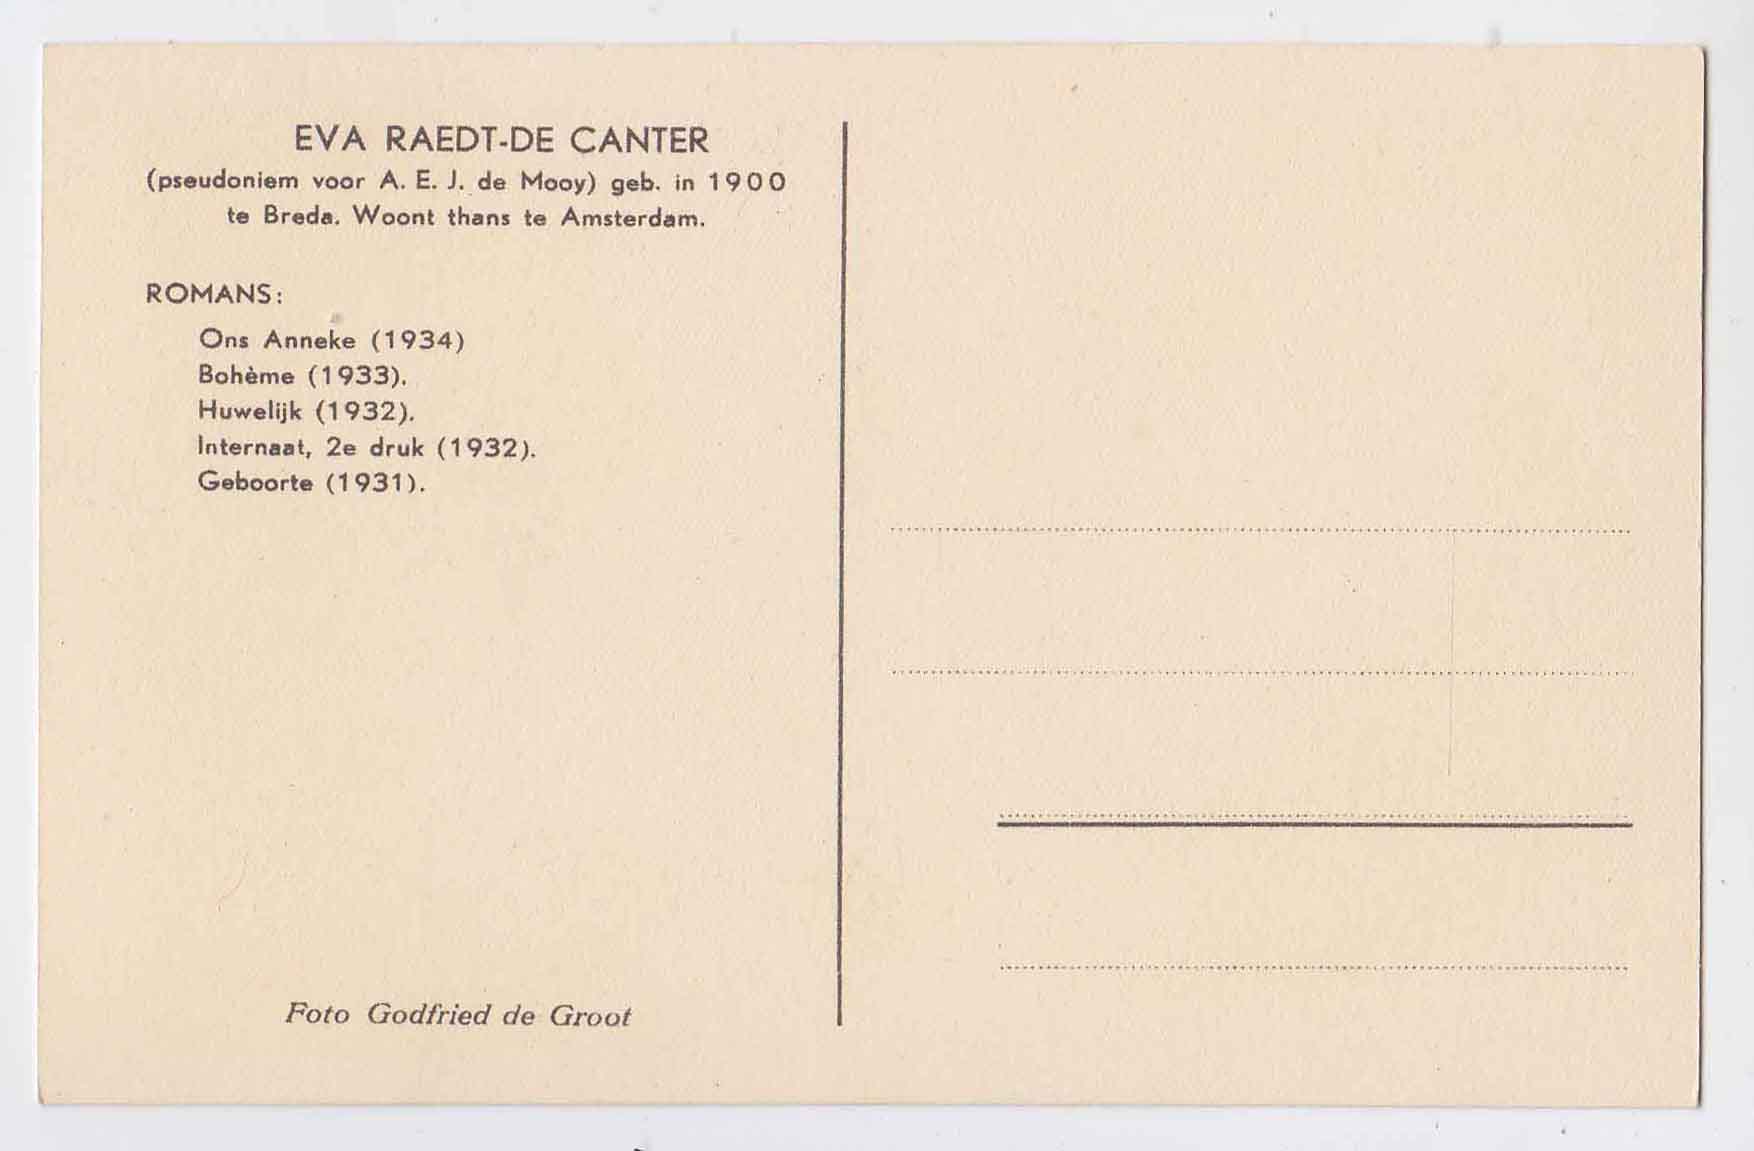 EVA RAEDT-DE CANTER
(pseudoniem voor A. E. J. de Mooy) geb. in 1900
te Breda. Woont thans te Amsterdam.
ROMANS:
Ons Anneke (1934)
Bohème (1933).
Huwelijk (1932).
Internaat, 2e druk (1932).
Geboorte (1931).
Foto Godfried de Groot